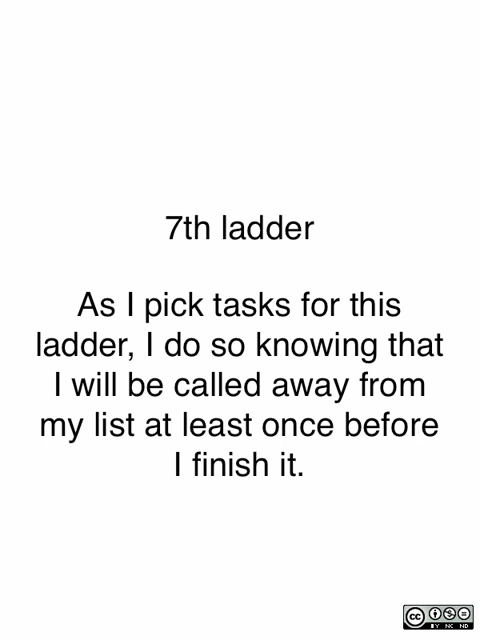 7th ladder
As I pick tasks for this
ladder, I do so knowing that
I will be called away from
my list at least once before
I finish it.
cc
BY NC ND